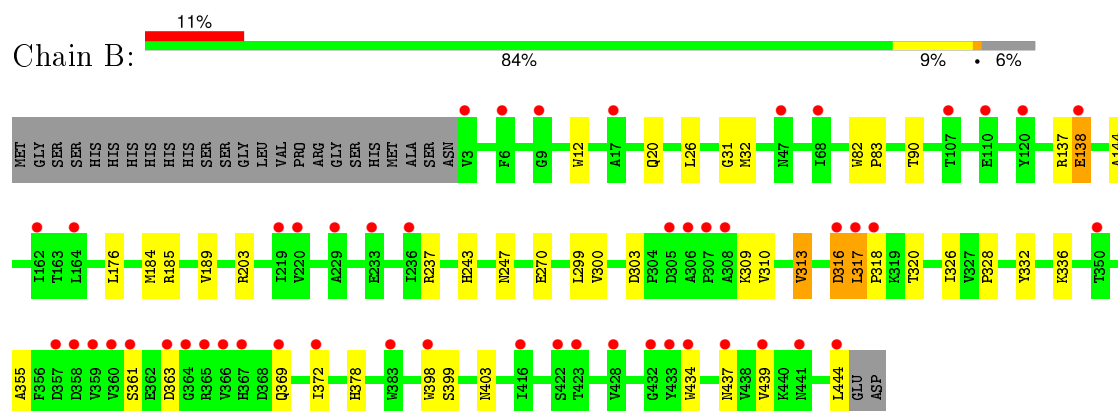 11%
Chain B:
84% 9% • 6%
MET GLY SER SER HIS HIS HIS HIS HIS HIS SER SER GLY LEU VAL PRO ARG GLY SER HIS MET ALA SER ASN V3 F6 G9 W12 A17 Q20 L26 G31 M32 N47 I68 W82 P83 T90 T107 E110 Y120 R137 E138 A144
I162 T163 L164 L176 M184 R185 V189 R203 I219 V220 A229 E233 I236 R237 H243 N247 E270 L299 V300 D303 P304 D305 A306 P307 A308 K309 V310 V313 D316 L317 P318 K319 T320 I326 V327 P328 Y332 K336 T350
A355 F356 D357 D358 V359 V360 S361 E362 D363 G364 R365 V366 H367 D368 Q369 I372 H378 W383 W398 S399 N403 I416 S422 T423 V428 G432 Y433 W434 N437 V438 V439 K440 N441 L444 GLU ASP